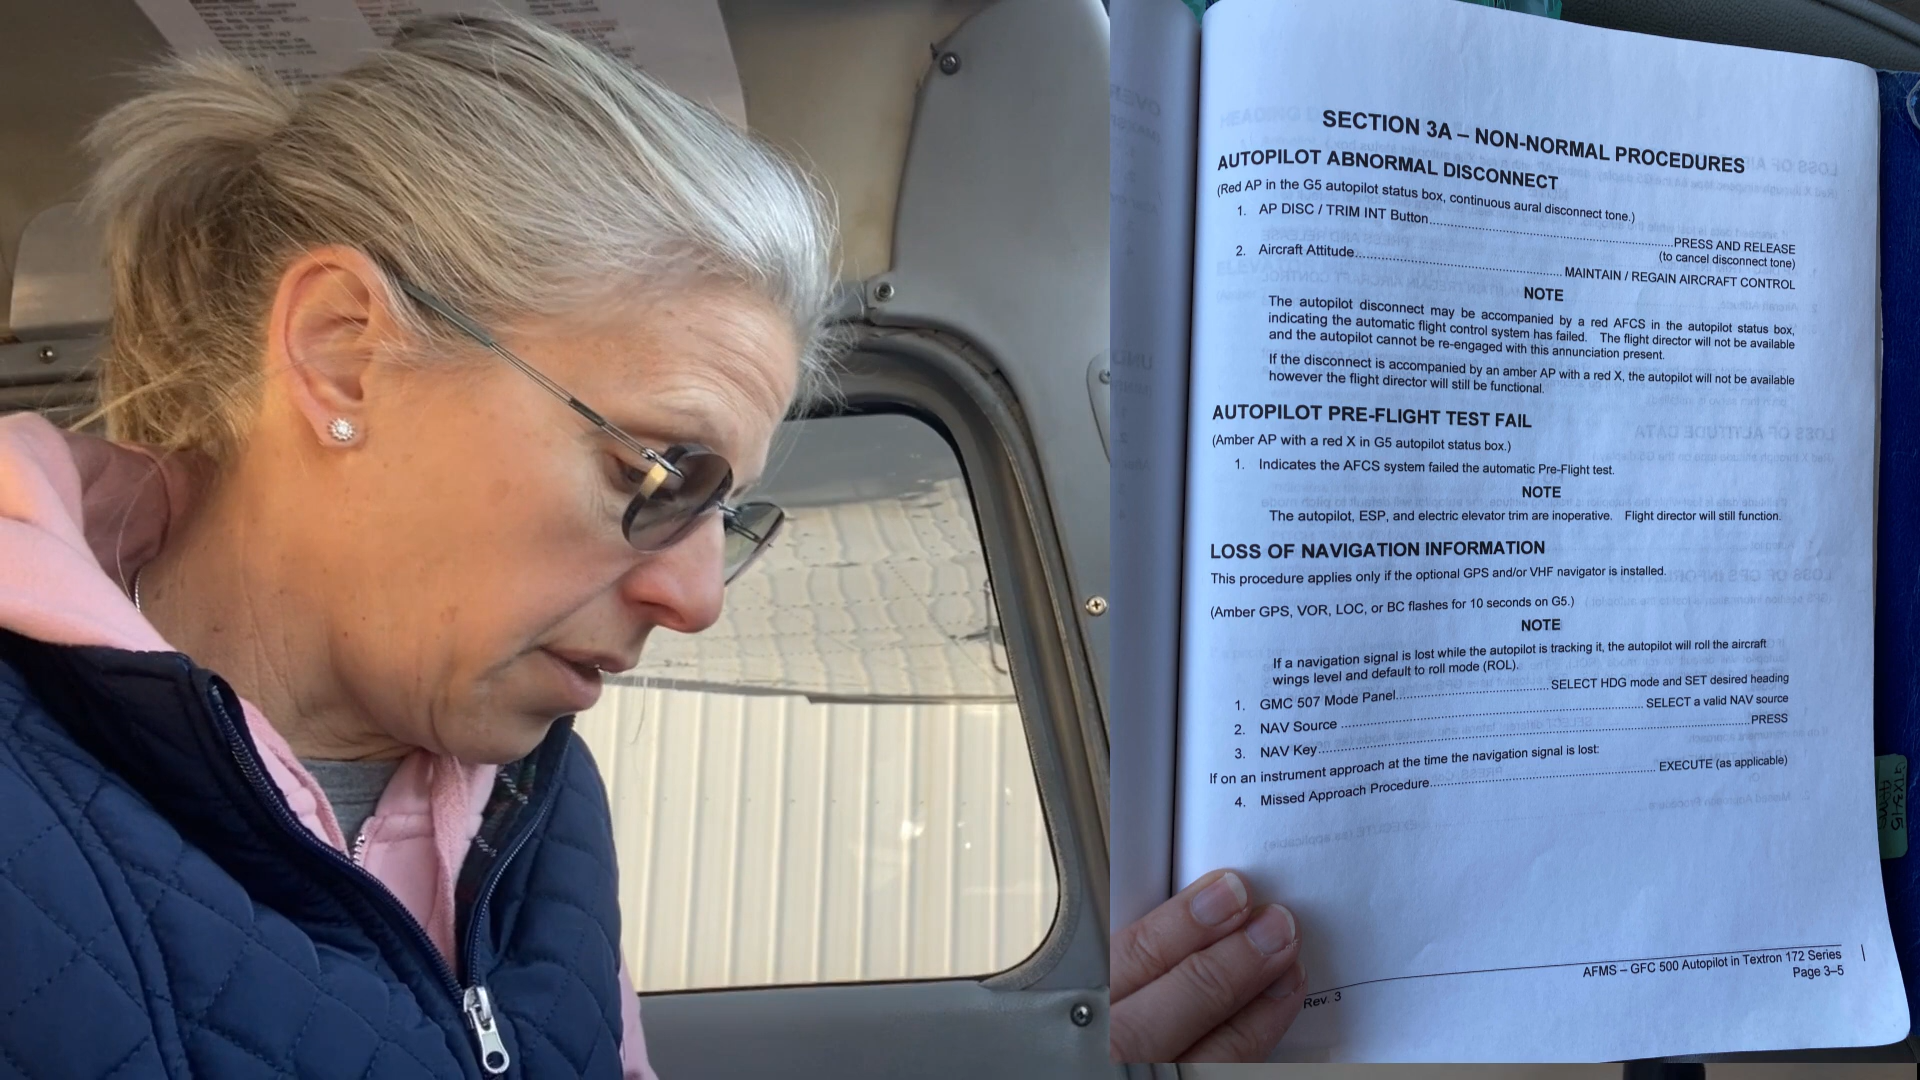 SECTION 3A – NON-NORMAL PROCEDURES
AUTOPILOT ABNORMAL DISCONNECT
(Red AP in the G5 autopilot status box, continuous aural disconnect tone.)
1. AP DISC / TRIM INT Button........PRESS AND RELEASE
(to cancel disconnect tone)
2. Aircraft Attitude........MAINTAIN / REGAIN AIRCRAFT CONTROL
NOTE
The autopilot disconnect may be accompanied by a red AFCS in the autopilot status box,
indicating the automatic flight control system has failed. The flight director will not be available
and the autopilot cannot be re-engaged with this annunciation present.
If the disconnect is accompanied by an amber AP with a red X, the autopilot will not be available
however the flight director will still be functional.
AUTOPILOT PRE-FLIGHT TEST FAIL
(Amber AP with a red X in G5 autopilot status box.)
1. Indicates the AFCS system failed the automatic Pre-Flight test.
NOTE
The autopilot, ESP, and electric elevator trim are inoperative. Flight director will still function.
LOSS OF NAVIGATION INFORMATION
This procedure applies only if the optional GPS and/or VHF navigator is installed.
(Amber GPS, VOR, LOC, or BC flashes for 10 seconds on G5.)
NOTE
If a navigation signal is lost while the autopilot is tracking it, the autopilot will roll the aircraft
wings level and default to roll mode (ROL).
1. GMC 507 Mode Panel........SELECT HDG mode and SET desired heading
2. NAV Source........SELECT a valid NAV source
3. NAV Key........PRESS
If on an instrument approach at the time the navigation signal is lost:
4. Missed Approach Procedure........EXECUTE (as applicable)
AFMS – GFC 500 Autopilot in Textron 172 Series
Rev. 3
Page 3–5